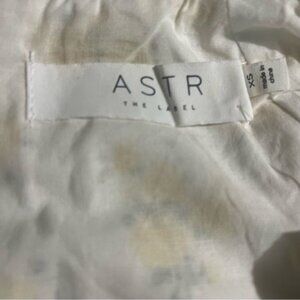 ASTR
THE LABEL
XS
made in
china